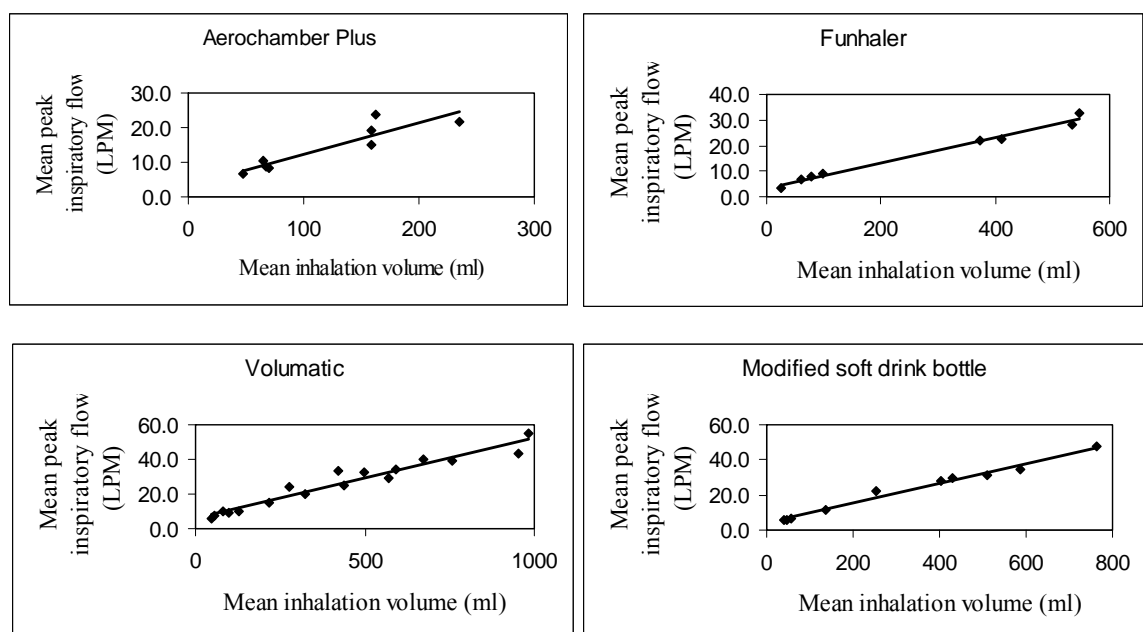 Aerochamber Plus
Mean peak
inspiratory flow
(LPM)
30.0
20.0
10.0
0.0
0 100 200 300
Mean inhalation volume (ml)
Funhaler
Mean peak
inspiratory flow
(LPM)
40.0
30.0
20.0
10.0
0.0
0 200 400 600
Mean inhalation volume (ml)
Volumatic
Mean peak
inspiratory flow
(LPM)
60.0
40.0
20.0
0.0
0 500 1000
Mean inhalation volume (ml)
Modified soft drink bottle
Mean peak
inspiratory flow
(LPM)
60.0
40.0
20.0
0.0
0 200 400 600 800
Mean inhalation volume (ml)